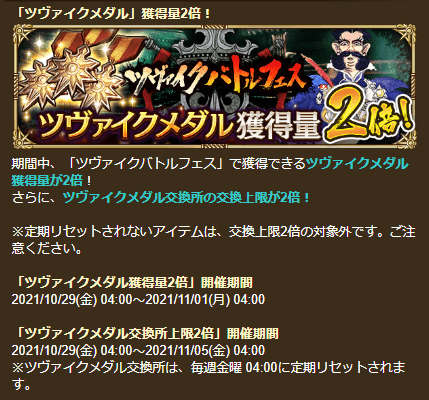 「ツヴァイクメダル」獲得量2倍！
ツヴァイクバトルフェス
ツヴァイクメダル獲得量2倍!
期間中、「ツヴァイクバトルフェス」で獲得できるツヴァイクメダル
獲得量が2倍！
さらに、ツヴァイクメダル交換所の交換上限が2倍！
※定期リセットされないアイテムは、交換上限2倍の対象外です。ご注
意ください。
「ツヴァイクメダル獲得量2倍」開催期間
2021/10/29(金) 04:00～2021/11/01(月) 04:00
「ツヴァイクメダル交換所上限2倍」開催期間
2021/10/29(金) 04:00～2021/11/05(金) 04:00
※ツヴァイクメダル交換所は、毎週金曜 04:00に定期リセットされま
す。